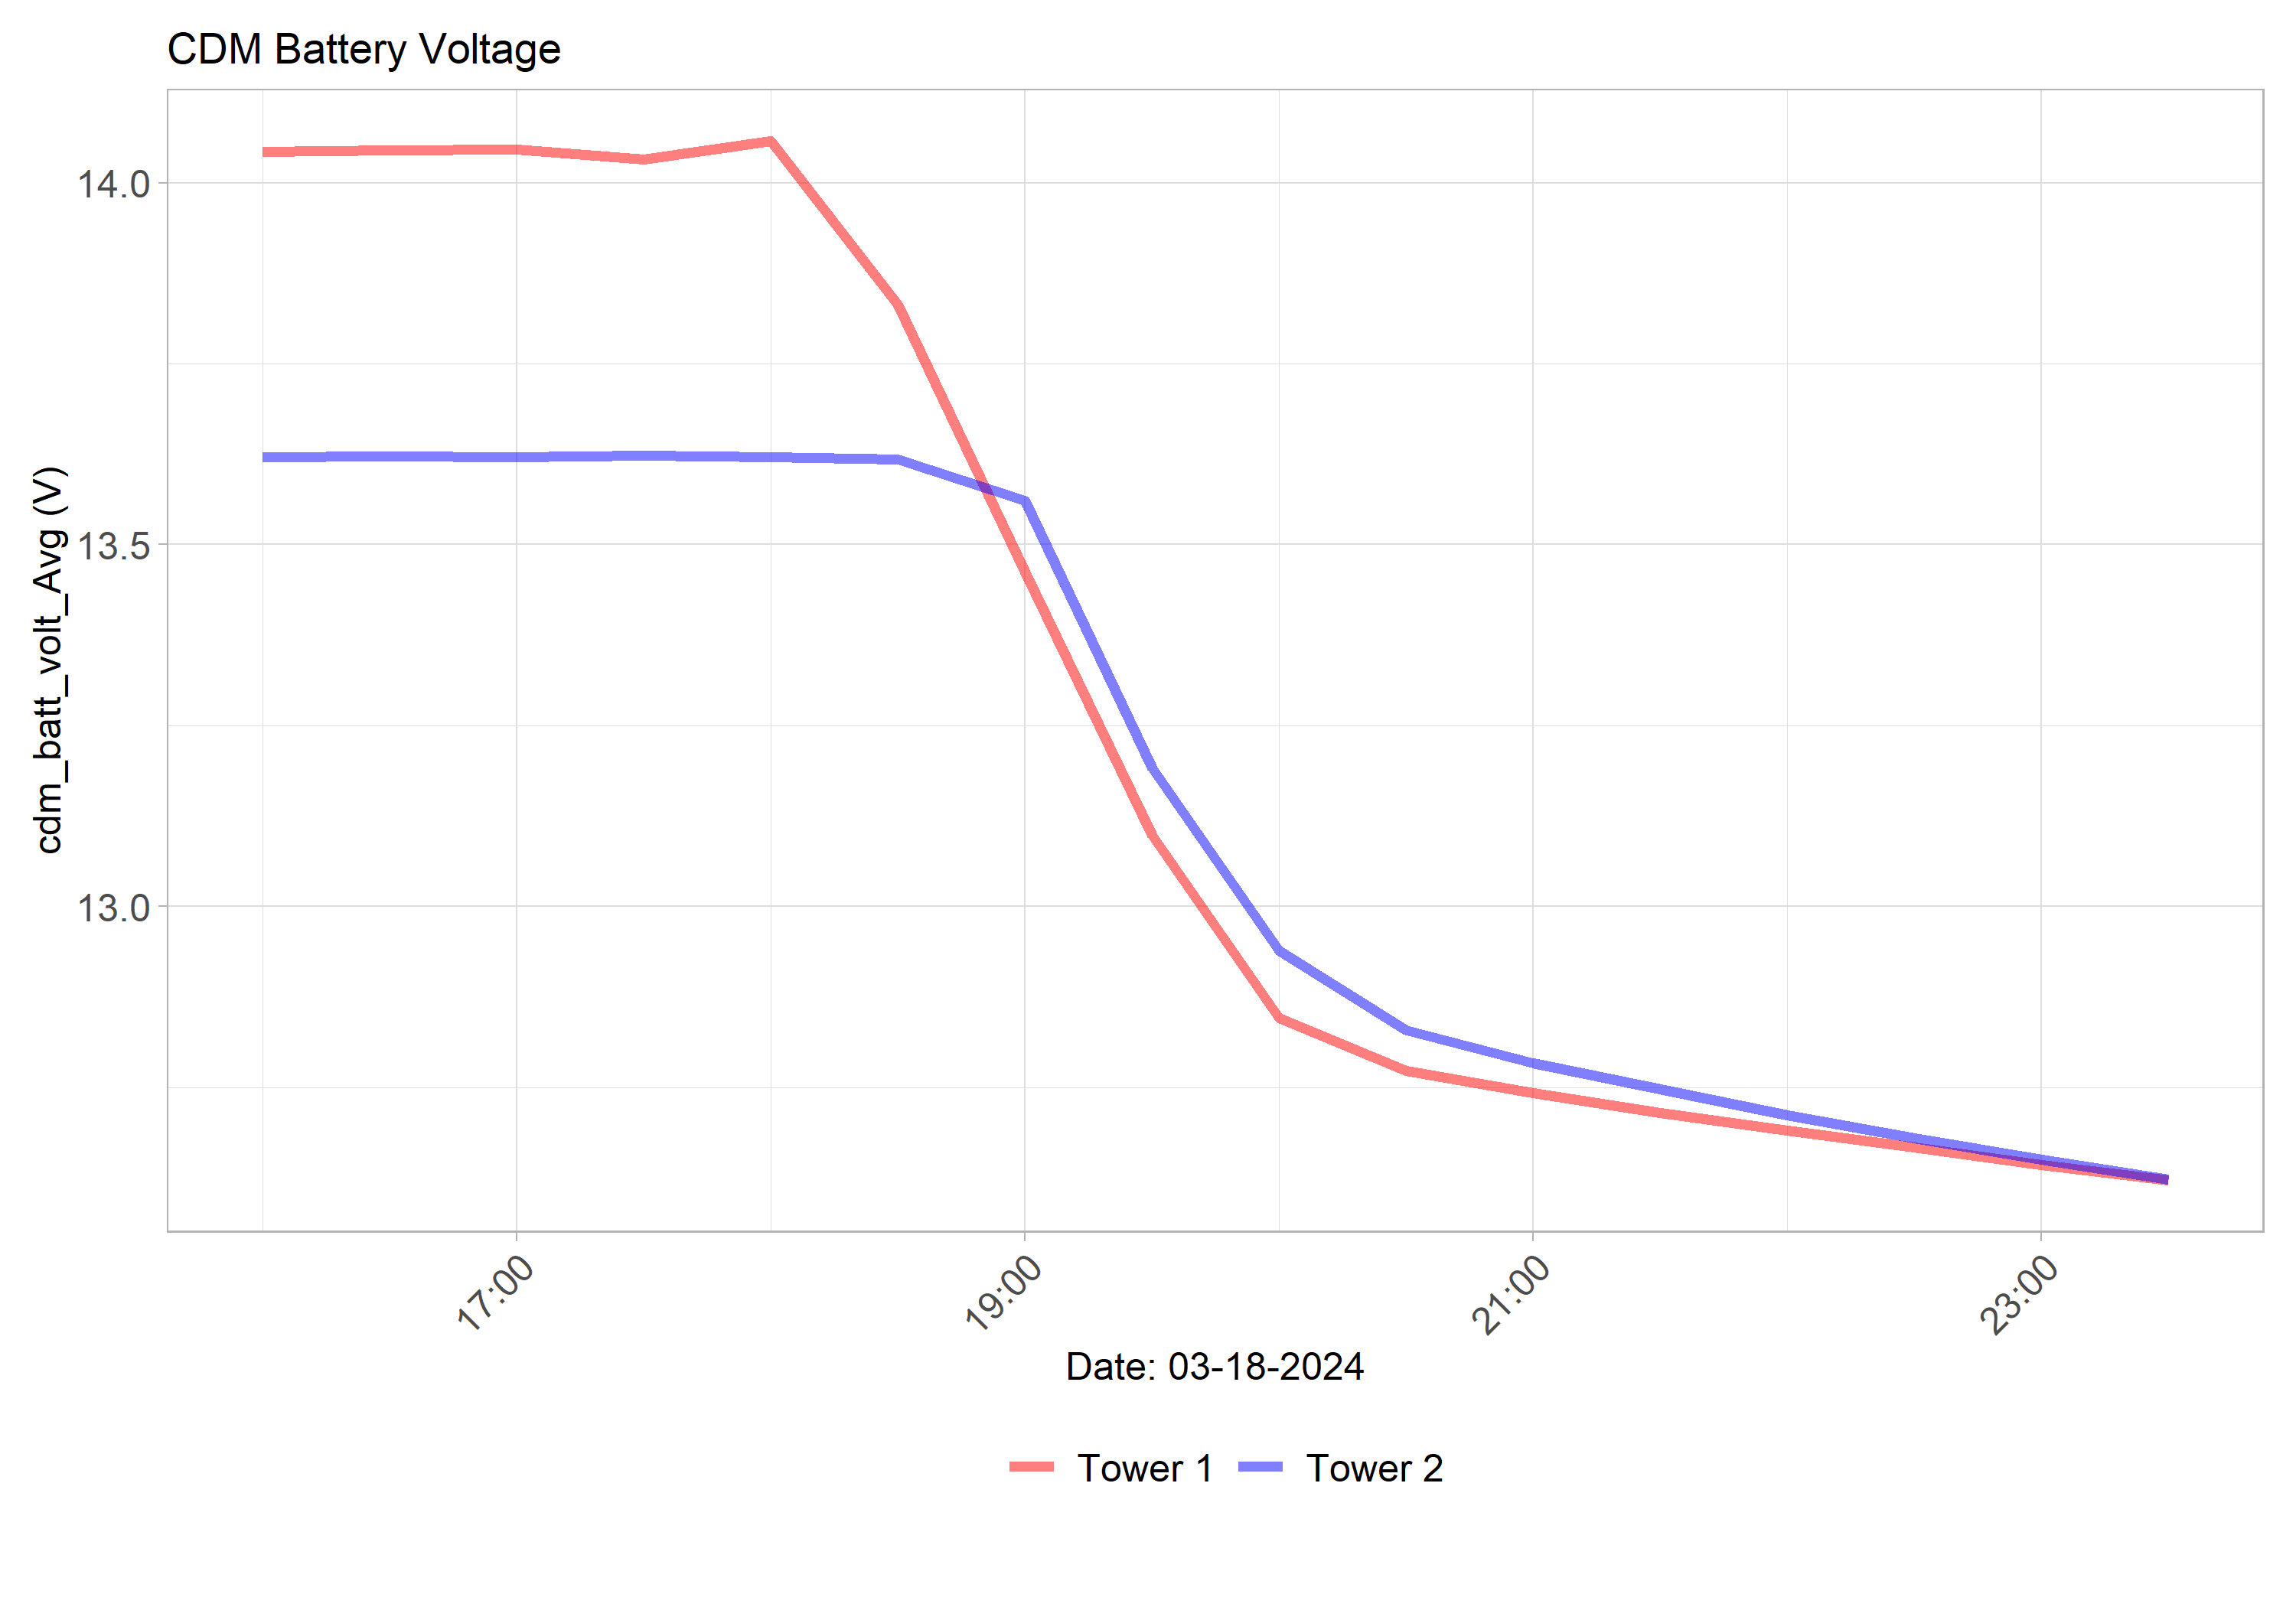 CDM Battery Voltage
cdm_batt_volt_Avg (V)
14.0
13.5
13.0
17:00
19:00
21:00
23:00
Date: 03-18-2024
Tower 1
Tower 2